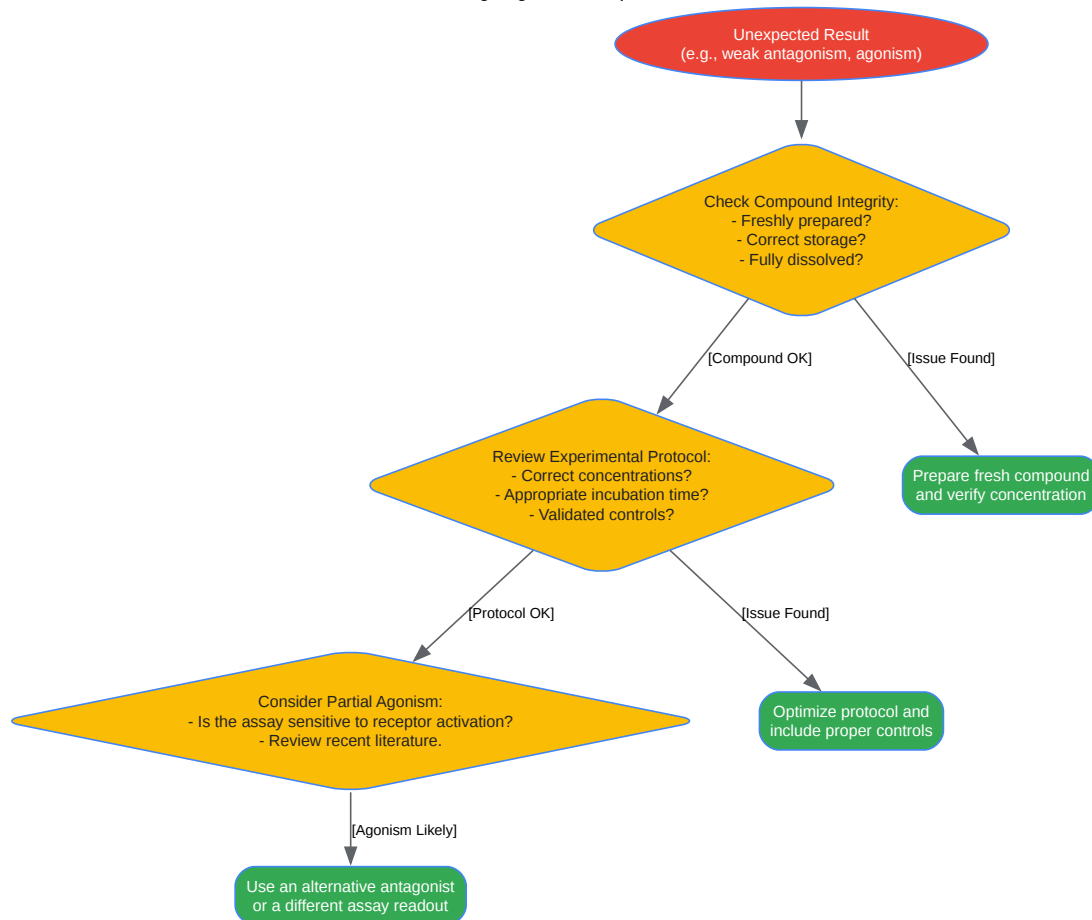 Unexpected Result
(e.g., weak antagonism, agonism)
Check Compound Integrity:
- Freshly prepared?
- Correct storage?
- Fully dissolved?
[Compound OK]
[Issue Found]
Review Experimental Protocol:
- Correct concentrations?
- Appropriate incubation time?
- Validated controls?
Prepare fresh compound
and verify concentration
[Protocol OK]
[Issue Found]
Consider Partial Agonism:
- Is the assay sensitive to receptor activation?
- Review recent literature.
Optimize protocol and
include proper controls
[Agonism Likely]
Use an alternative antagonist
or a different assay readout